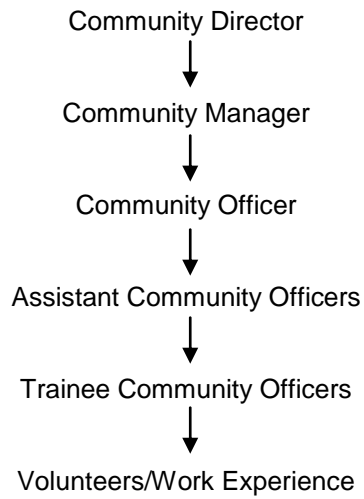 Community Director
Community Manager
Community Officer
Assistant Community Officers
Trainee Community Officers
Volunteers/Work Experience